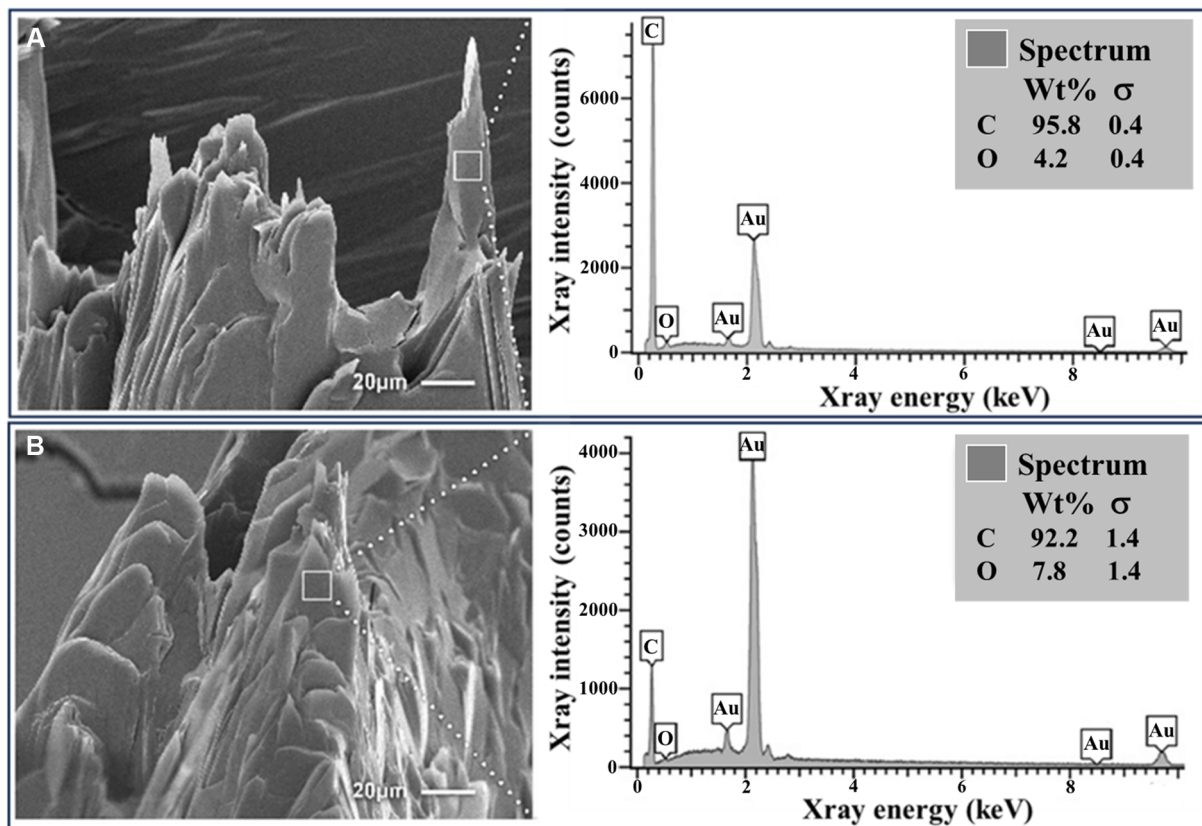 A
20µm
Xray intensity (counts)
6000
4000
2000
0
C
O
Au
Au
Au
Au
0 2 4 6 8
Xray energy (keV)
Spectrum
Wt% σ
C 95.8 0.4
O 4.2 0.4
B
20µm
Xray intensity (counts)
4000
3000
2000
1000
0
C
O
Au
Au
Au
Au
0 2 4 6 8
Xray energy (keV)
Spectrum
Wt% σ
C 92.2 1.4
O 7.8 1.4